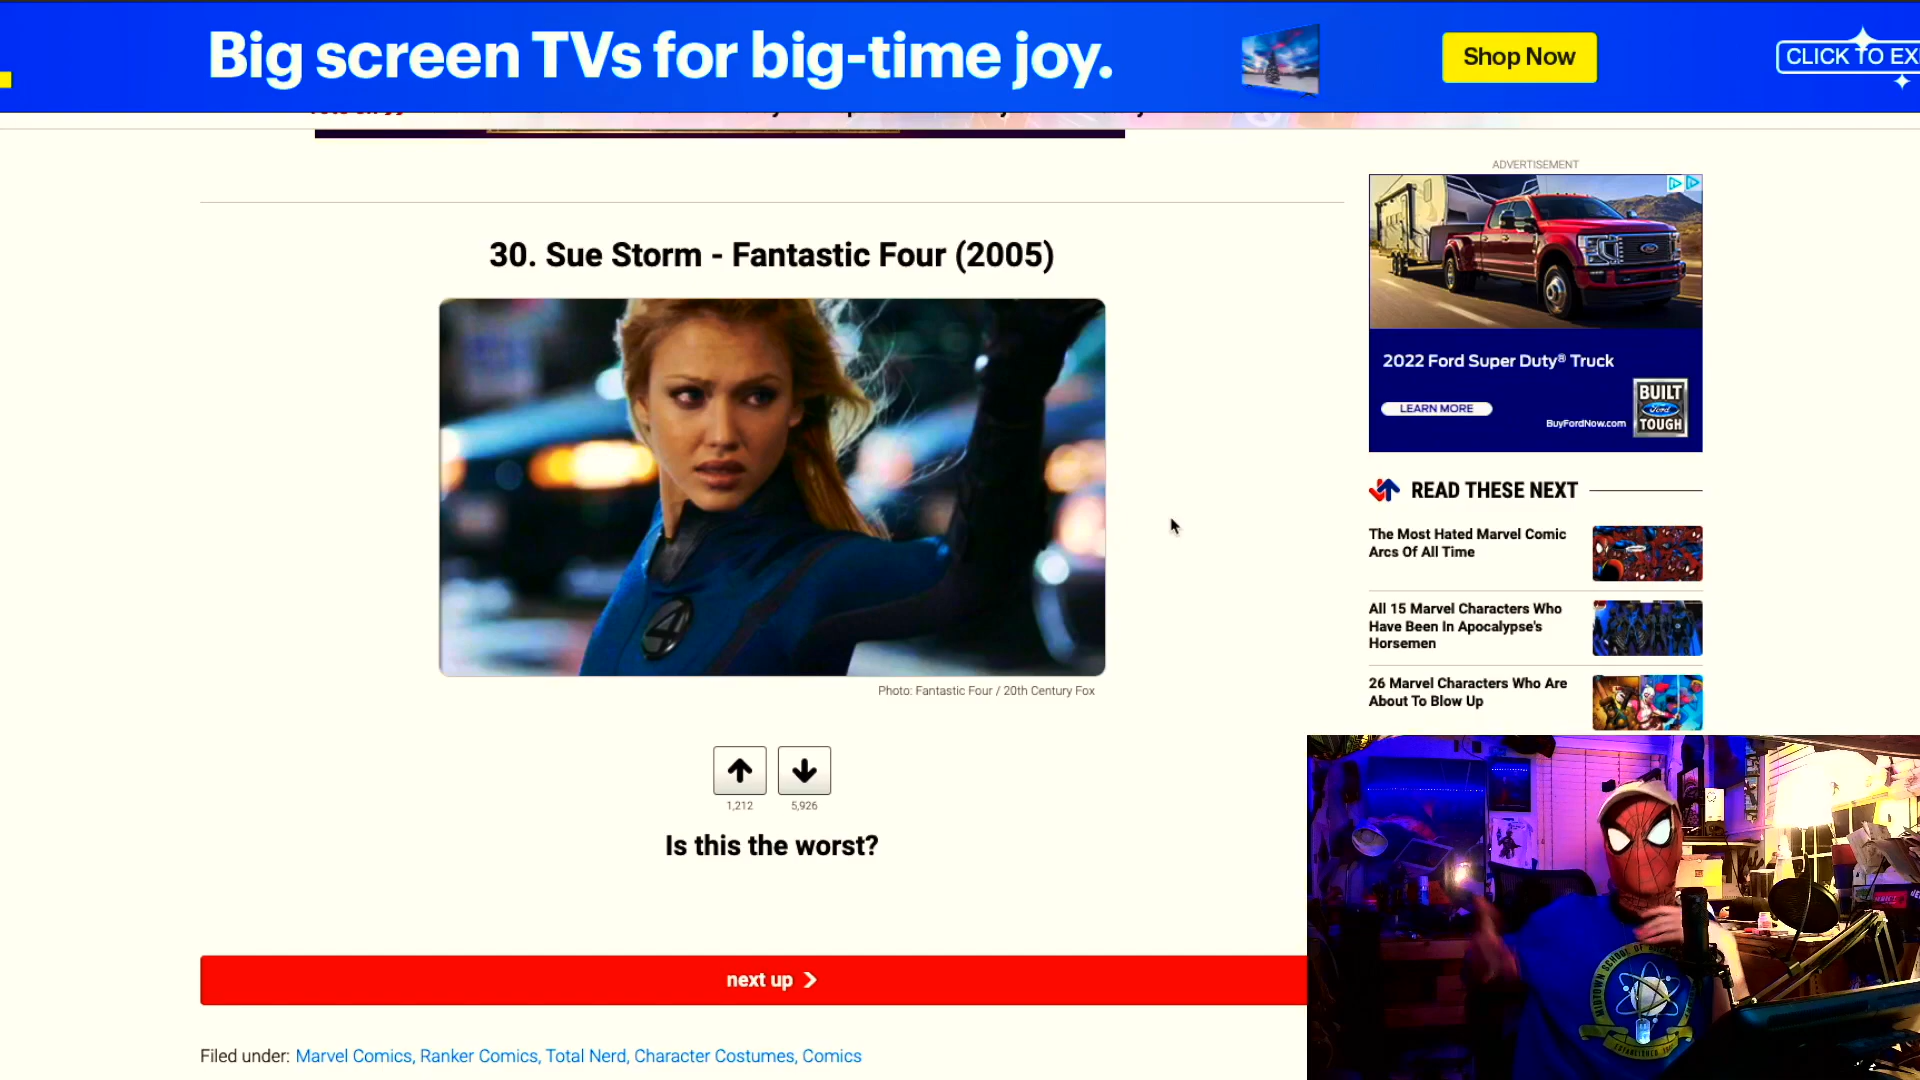 Big screen TVs for big-time joy.
Shop Now
CLICK TO EX
ADVERTISEMENT
30. Sue Storm - Fantastic Four (2005)
4
Photo: Fantastic Four / 20th Century Fox
1,212
5,926
Is this the worst?
next up
Filed under: Marvel Comics, Ranker Comics, Total Nerd, Character Costumes, Comics
2022 Ford Super Duty® Truck
LEARN MORE
BuyFordNow.com
BUILT
Ford
TOUGH
READ THESE NEXT
The Most Hated Marvel Comic
Arcs Of All Time
All 15 Marvel Characters Who
Have Been In Apocalypse's
Horsemen
26 Marvel Characters Who Are
About To Blow Up
MIDTOWN SCHOOL OF